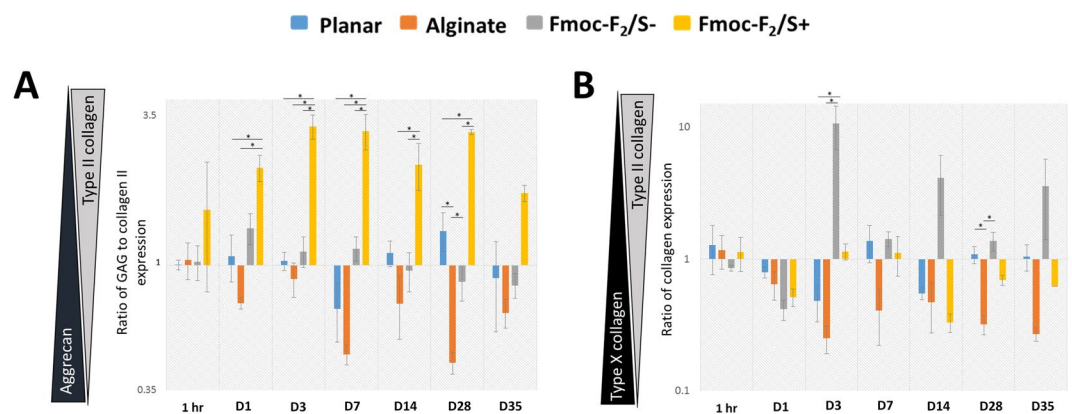 Planar Alginate Fmoc-F2/S- Fmoc-F2/S+
A
Type II collagen
Aggrecan
Ratio of GAG to collagen II
expression
3.5
1
0.35
* * * * * * * * * * * * * *
1 hr D1 D3 D7 D14 D28 D35
B
Type II collagen
Type X collagen
Ratio of collagen expression
10
1
0.1
* * * *
1 hr D1 D3 D7 D14 D28 D35